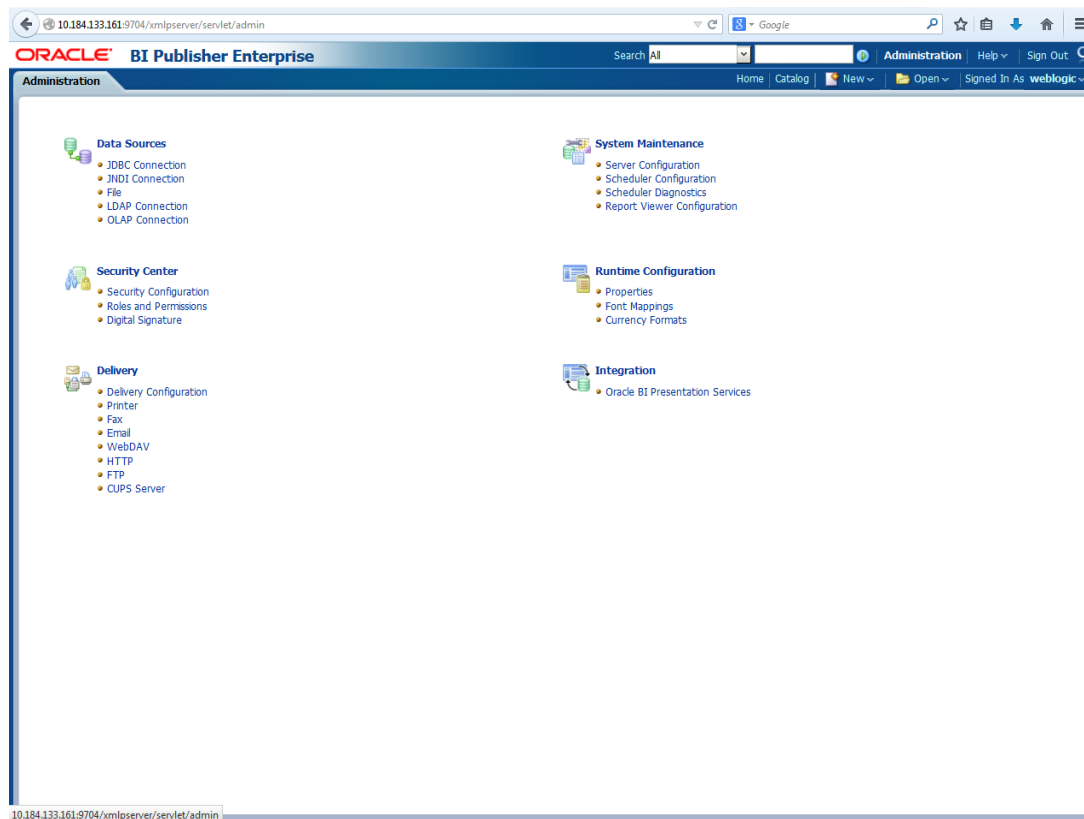 10.184.133.161:9704/xmlpserver/servlet/admin
Google
ORACLE BI Publisher Enterprise
Search All
Administration Help Sign Out
Administration
Home Catalog New Open Signed In As weblogic
Data Sources
JDBC Connection
JNDI Connection
File
LDAP Connection
OLAP Connection
System Maintenance
Server Configuration
Scheduler Configuration
Scheduler Diagnostics
Report Viewer Configuration
Security Center
Security Configuration
Roles and Permissions
Digital Signature
Runtime Configuration
Properties
Font Mappings
Currency Formats
Delivery
Delivery Configuration
Printer
Fax
Email
WebDAV
HTTP
FTP
CUPS Server
Integration
Oracle BI Presentation Services
10.184.133.161:9704/xmlpserver/servlet/admin